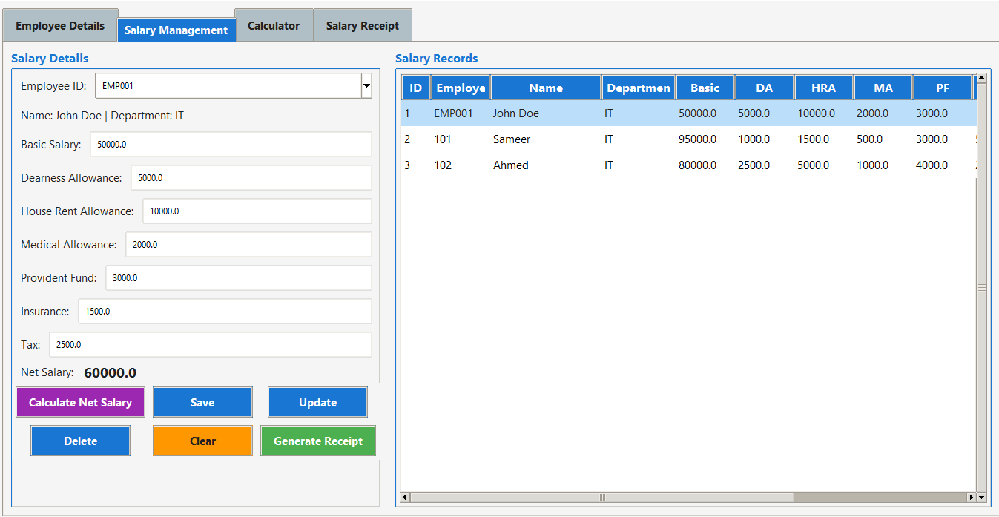 Employee Details Salary Management Calculator Salary Receipt
Salary Details
Employee ID: EMP001
Name: John Doe | Department: IT
Basic Salary: 50000.0
Dearness Allowance: 5000.0
House Rent Allowance: 10000.0
Medical Allowance: 2000.0
Provident Fund: 3000.0
Insurance: 1500.0
Tax: 2500.0
Net Salary: 60000.0
Calculate Net Salary Save Update
Delete Clear Generate Receipt
Salary Records
ID Employe Name Departmen Basic DA HRA MA PF
1 EMP001 John Doe IT 50000.0 5000.0 10000.0 2000.0 3000.0
2 101 Sameer IT 95000.0 1000.0 1500.0 500.0 3000.0
3 102 Ahmed IT 80000.0 2500.0 5000.0 1000.0 4000.0